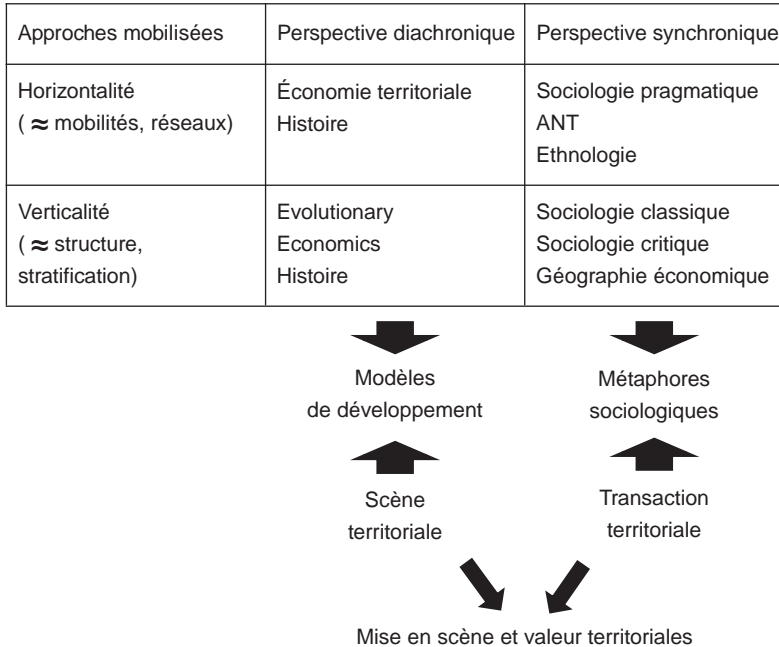 Approches mobilisées
Perspective diachronique
Perspective synchronique
Horizontalité
( ≈ mobilités, réseaux)
Économie territoriale
Histoire
Sociologie pragmatique
ANT
Ethnologie
Verticalité
( ≈ structure,
stratification)
Evolutionary
Economics
Histoire
Sociologie classique
Sociologie critique
Géographie économique
Modèles
de développement
Métaphores
sociologiques
Scène
territoriale
Transaction
territoriale
Mise en scène et valeur territoriales